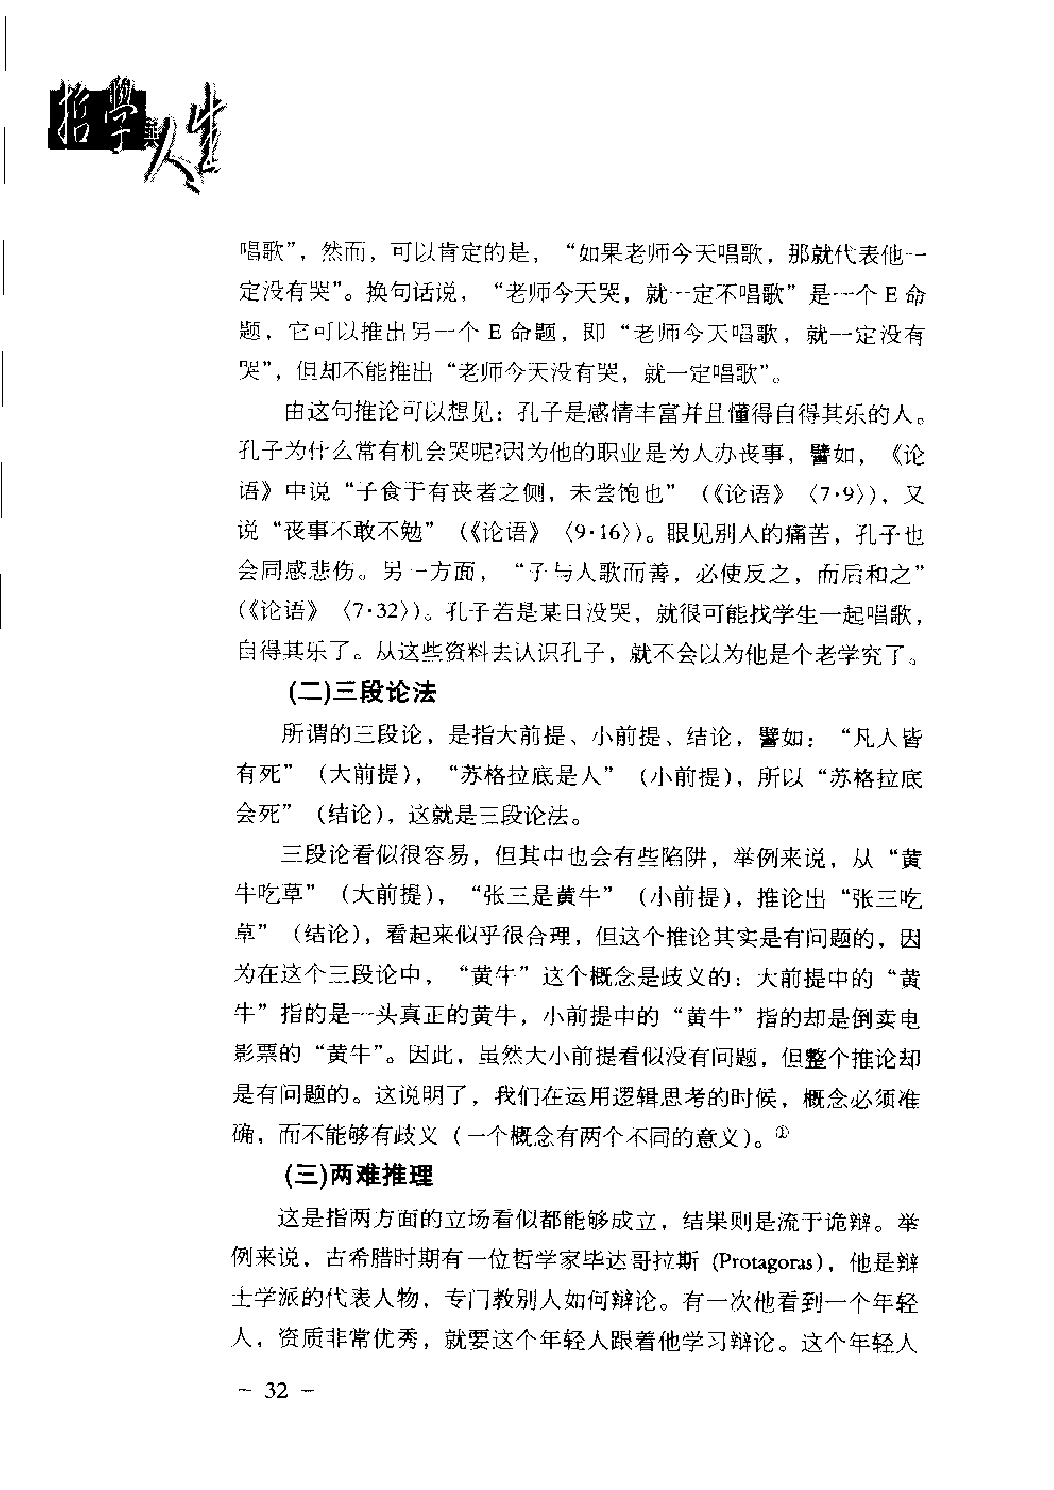 哲學與人生
唱歌”，然而，可以肯定的是，“如果老师今天唱歌，那就代表他一
定没有哭”。换句话说，“老师今天哭，就一定不唱歌”是一个 E 命
题，它可以推出另一个 E 命题，即“老师今天唱歌，就一定没有
哭”，但却不能推出“老师今天没有哭，就一定唱歌”。
由这句推论可以想见：孔子是感情丰富并且懂得自得其乐的人。
孔子为什么常有机会哭呢?因为他的职业是为人办丧事，譬如，《论
语》中说“子食于有丧者之侧，未尝饱也”（《论语》〈7·9〉），又
说“丧事不敢不勉”（《论语》〈9·16〉）。眼见别人的痛苦，孔子也
会同感悲伤。另一方面，“子与人歌而善，必使反之，而后和之”
（《论语》〈7·32〉）。孔子若是某日没哭，就很可能找学生一起唱歌，
自得其乐了。从这些资料去认识孔子，就不会以为他是个老学究了。
(二)三段论法
所谓的三段论，是指大前提、小前提、结论，譬如：“凡人皆
有死”（大前提），“苏格拉底是人”（小前提），所以“苏格拉底
会死”（结论），这就是三段论法。
三段论看似很容易，但其中也会有些陷阱，举例来说，从“黄
牛吃草”（大前提），“张三是黄牛”（小前提），推论出“张三吃
草”（结论），看起来似乎很合理，但这个推论其实是有问题的，因
为在这个三段论中，“黄牛”这个概念是歧义的：大前提中的“黄
牛”指的是一头真正的黄牛，小前提中的“黄牛”指的却是倒卖电
影票的“黄牛”。因此，虽然大小前提看似没有问题，但整个推论却
是有问题的。这说明了，我们在运用逻辑思考的时候，概念必须准
确，而不能够有歧义（一个概念有两个不同的意义）。①
(三)两难推理
这是指两方面的立场看似都能够成立，结果则是流于诡辩。举
例来说，古希腊时期有一位哲学家毕达哥拉斯 (Protagoras)，他是辩
士学派的代表人物，专门教别人如何辩论。有一次他看到一个年轻
人，资质非常优秀，就要这个年轻人跟着他学习辩论。这个年轻人
- 32 -